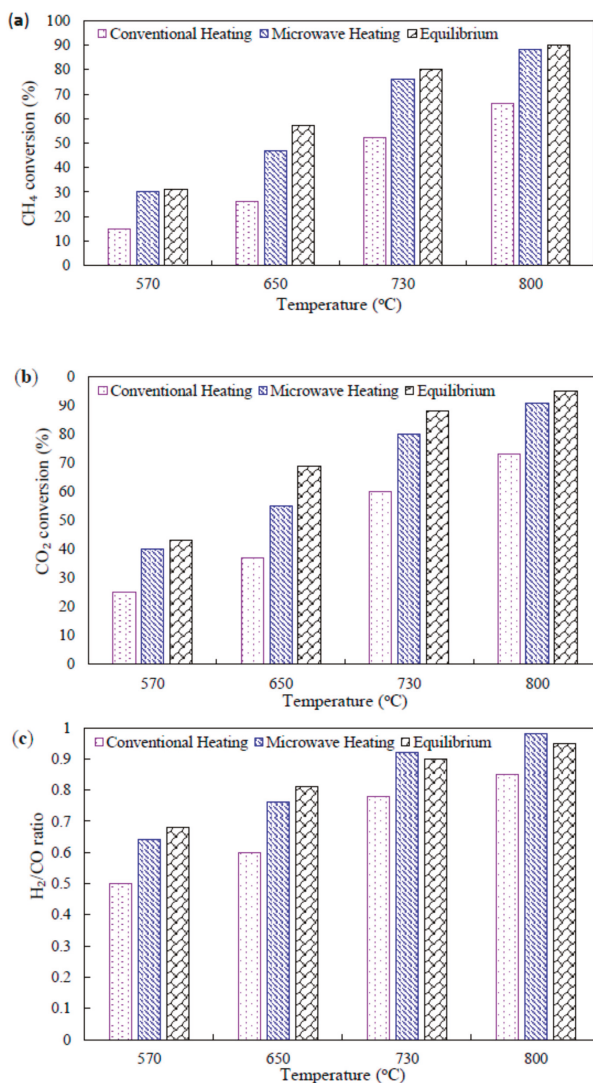 (a)
100
Conventional Heating Microwave Heating Equilibrium
90
80
70
60
50
40
30
20
10
0
CH₄ conversion (%)
570 650 730 800
Temperature (°C)
(b)
0
Conventional Heating Microwave Heating Equilibrium
90
80
70
60
50
40
30
20
10
0
CO₂ conversion (%)
570 650 730 800
Temperature (°C)
(c)
1
Conventional Heating Microwave Heating Equilibrium
0.9
0.8
0.7
0.6
0.5
0.4
0.3
0.2
0.1
0
H₂/CO ratio
570 650 730 800
Temperature (°C)